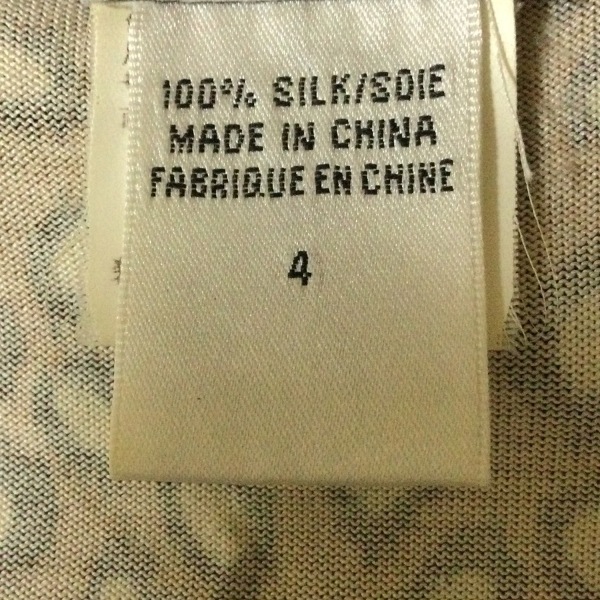 100% SILK/SOIE
MADE IN CHINA
FABRIQUE EN CHINE
4